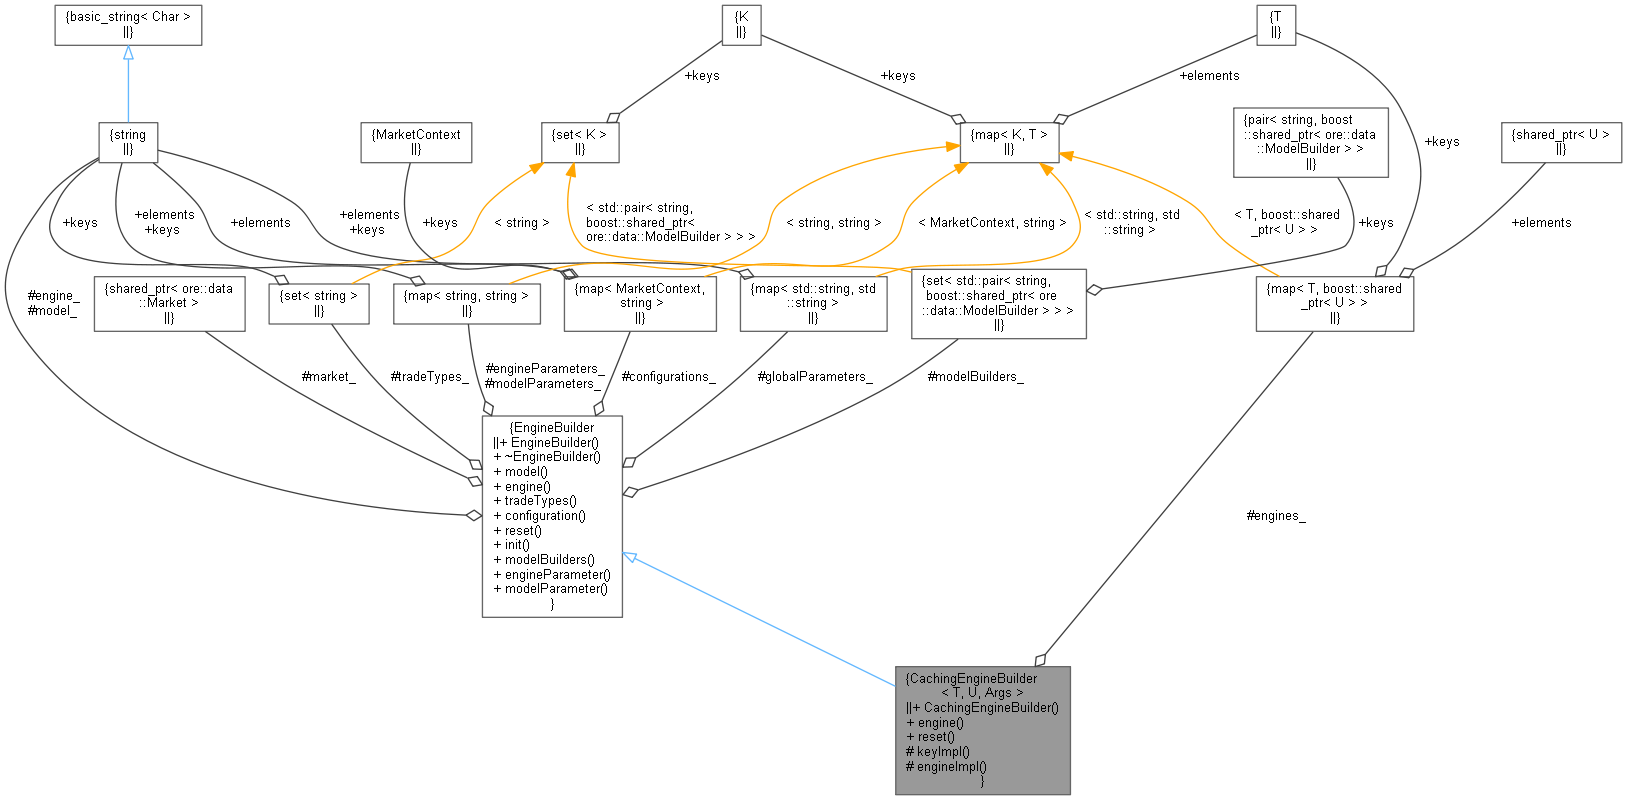 {basic_string< Char >
||}
{K
||}
{T
||}
+keys
+keys
+elements
{string
||}
{MarketContext
||}
{set< K >
||}
{map< K, T >
||}
{pair< string, boost
::shared_ptr< ore::data
::ModelBuilder > >
||}
+keys
{shared_ptr< U >
||}
+keys
+elements
+keys
+elements
+elements
+keys
+keys
< string >
< std::pair< string,
boost::shared_ptr<
ore::data::ModelBuilder > > >
< string, string >
< MarketContext, string >
< std::string, std
::string >
< T, boost::shared
_ptr< U > >
+keys
+elements
#engine_
#model_
{shared_ptr< ore::data
::Market >
||}
{set< string >
||}
{map< string, string >
||}
{map< MarketContext,
string >
||}
{map< std::string, std
::string >
||}
{set< std::pair< string,
boost::shared_ptr< ore
::data::ModelBuilder > > >
||}
{map< T, boost::shared
_ptr< U > >
||}
#market_
#tradeTypes_
#engineParameters_
#modelParameters_
#configurations_
#globalParameters_
#modelBuilders_
{EngineBuilder
||+ EngineBuilder()
+ ~EngineBuilder()
+ model()
+ engine()
+ tradeTypes()
+ configuration()
+ reset()
+ init()
+ modelBuilders()
+ engineParameter()
+ modelParameter()
}
#engines_
{CachingEngineBuilder
< T, U, Args >
||+ CachingEngineBuilder()
+ engine()
+ reset()
# keyImpl()
# engineImpl()
}